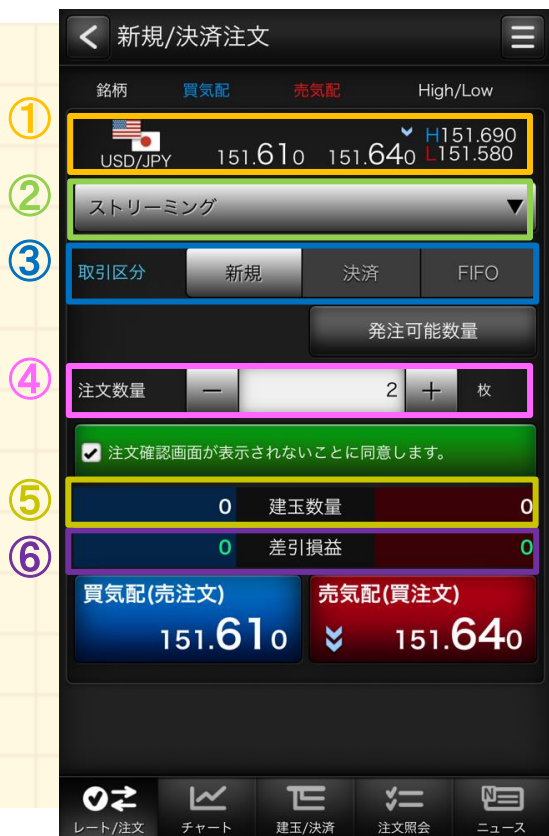 新規/決済注文
銘柄 買気配 売気配 High/Low
① USD/JPY 151.610 151.640 H151.690
L151.580
② ストリーミング ▼
③ 取引区分 新規 決済 FIFO
発注可能数量
④ 注文数量 － 2 ＋ 枚
注文確認画面が表示されないことに同意します。
⑤ 0 建玉数量 0
⑥ 0 差引損益 0
買気配(売注文) 売気配(買注文)
151.610 151.640
レート/注文 チャート 建玉/決済 注文照会 ニュース